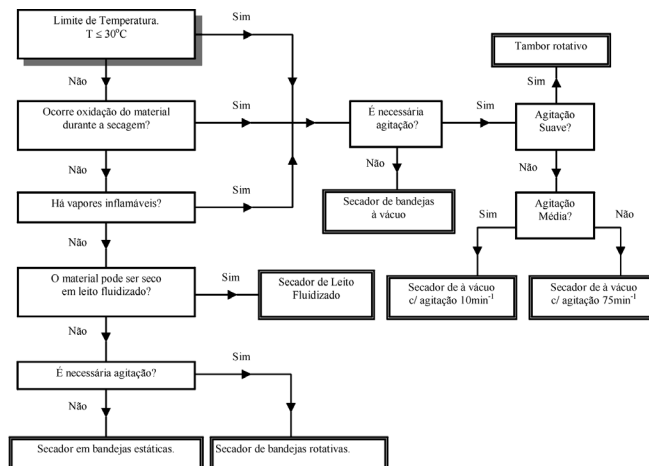 Limite de Temperatura.
T ≤ 30°C
Sim
Não
Ocorre oxidação do material
durante a secagem?
Sim
Não
Há vapores inflamáveis?
Sim
Não
O material pode ser seco
em leito fluidizado?
Sim
Secador de Leito
Fluidizado
Não
É necessária agitação?
Sim
Não
Secador em bandejas estáticas.
Secador de bandejas rotativas.
É necessária
agitação?
Sim
Não
Secador de bandejas
à vácuo
Tambor rotativo
Sim
Agitação
Suave?
Não
Agitação
Média?
Sim
Não
Secador de à vácuo
c/ agitação 10min⁻¹
Secador de à vácuo
c/ agitação 75min⁻¹